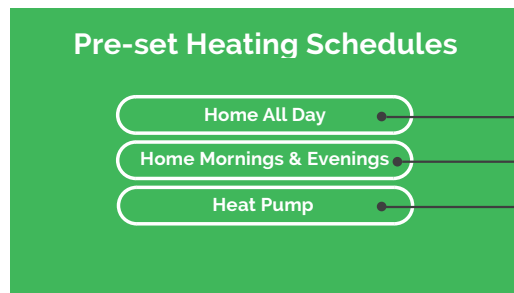 Pre-set Heating Schedules
Home All Day
Home Mornings & Evenings
Heat Pump